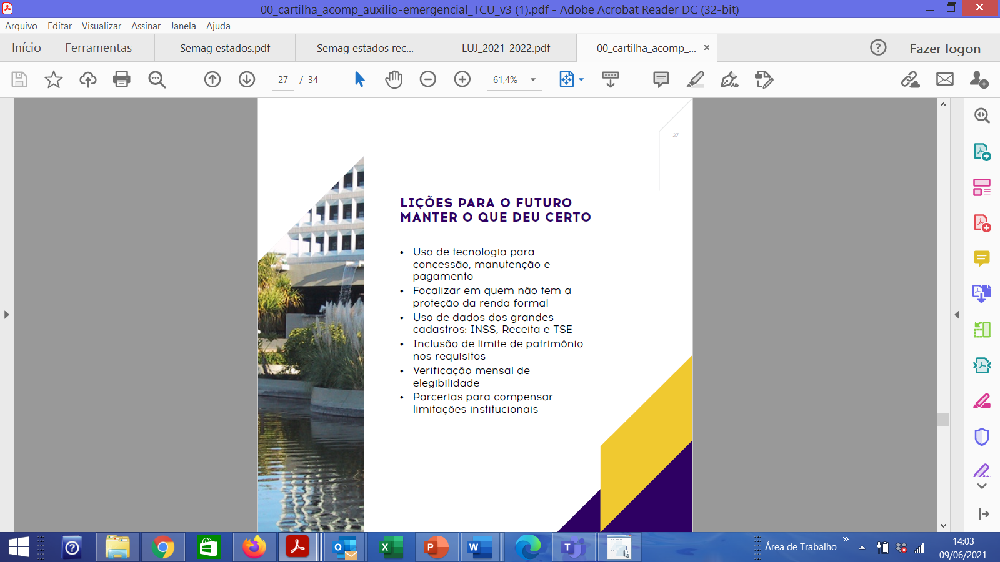 00_cartilha_acomp_auxilio-emergencial_TCU_v3 (1).pdf - Adobe Acrobat Reader DC (32-bit)
Arquivo Editar Visualizar Assinar Janela Ajuda
Início Ferramentas Semag estados.pdf Semag estados rec... LUJ_2021-2022.pdf 00_cartilha_acomp_... × ? Fazer logon
27 / 34 61,4%
27
LIÇÕES PARA O FUTURO
MANTER O QUE DEU CERTO
• Uso de tecnologia para
concessão, manutenção e
pagamento
• Focalizar em quem não tem a
proteção da renda formal
• Uso de dados dos grandes
cadastros: INSS, Receita e TSE
• Inclusão de limite de patrimônio
nos requisitos
• Verificação mensal de
elegibilidade
• Parcerias para compensar
limitações institucionais
Área de Trabalho »
14:03
09/06/2021